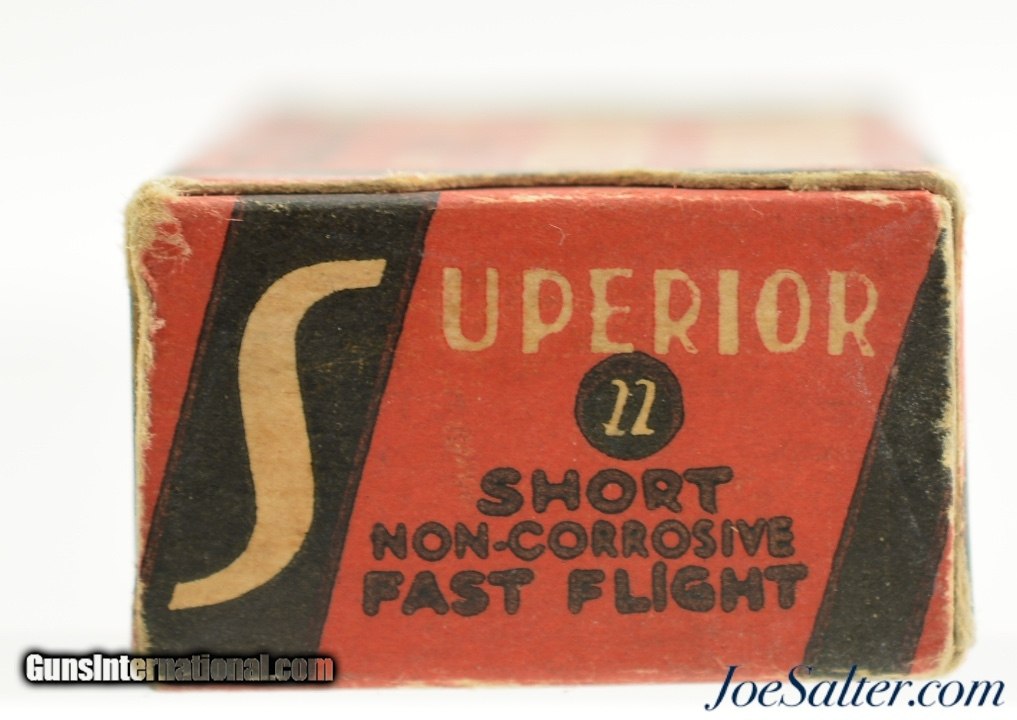 SUPERIOR
22
SHORT
NON-CORROSIVE
FAST FLIGHT
GunsInternational.com
JoeSalter.com